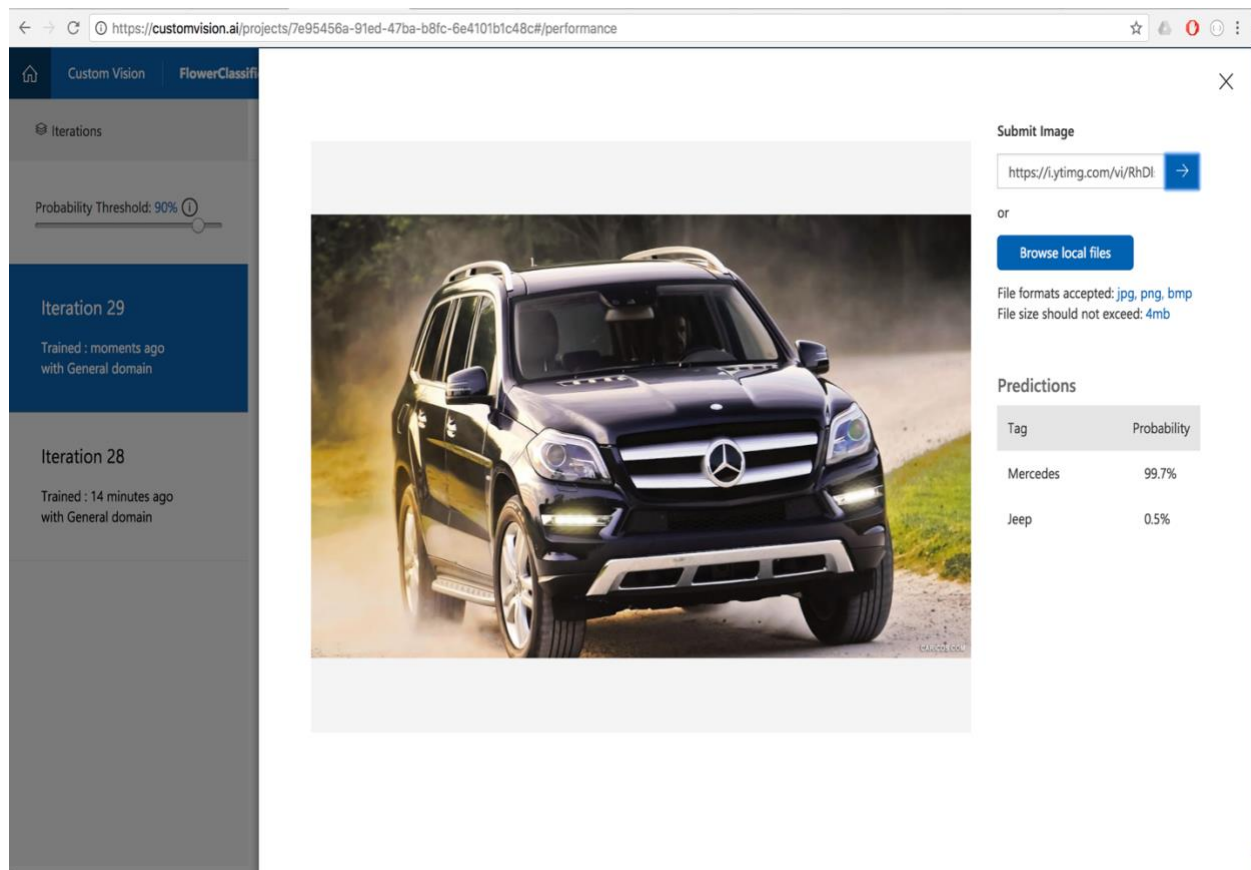 https://customvision.ai/projects/7e95456a-91ed-47ba-b8fc-6e4101b1c48c#/performance
Custom Vision
FlowerClassifi
Iterations
Probability Threshold: 90%
Iteration 29
Trained : moments ago
with General domain
Iteration 28
Trained : 14 minutes ago
with General domain
Submit Image
https://i.ytimg.com/vi/RhDI
or
Browse local files
File formats accepted: jpg, png, bmp
File size should not exceed: 4mb
Predictions
Tag Probability
Mercedes 99.7%
Jeep 0.5%